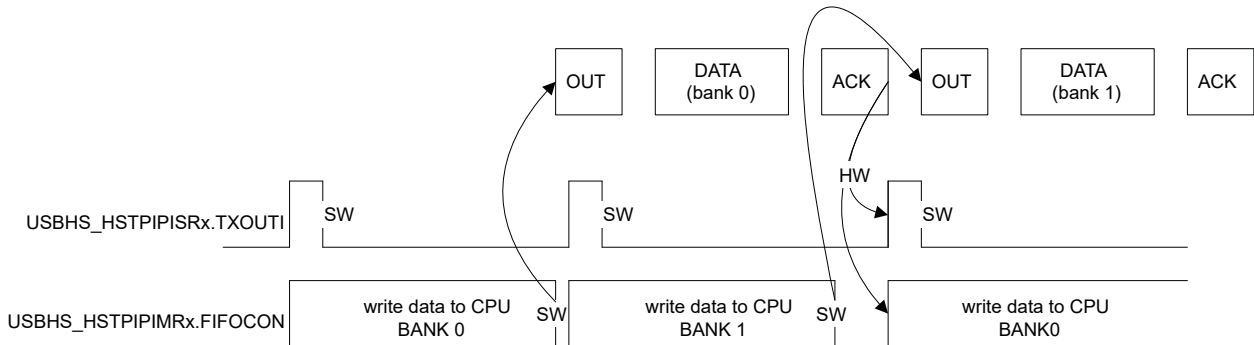 OUT
DATA
(bank 0)
ACK
OUT
DATA
(bank 1)
ACK
HW
USBHS_HSTPIPISRx.TXOUTI
SW
SW
SW
USBHS_HSTPIPIMRx.FIFOCON
write data to CPU
BANK 0
SW
write data to CPU
BANK 1
SW
write data to CPU
BANK0